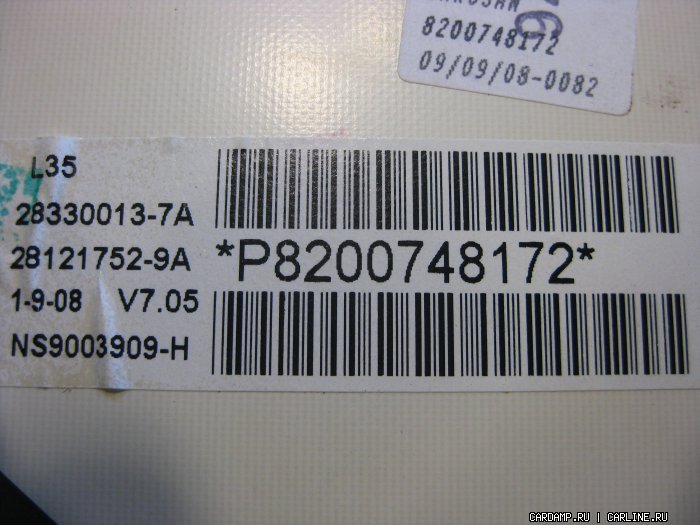 8200748172
09/09/08-0082
L35
28330013-7A
28121752-9A
1-9-08 V7.05
NS9003909-H
*P8200748172*
CARDAMP.RU | CARLINE.RU